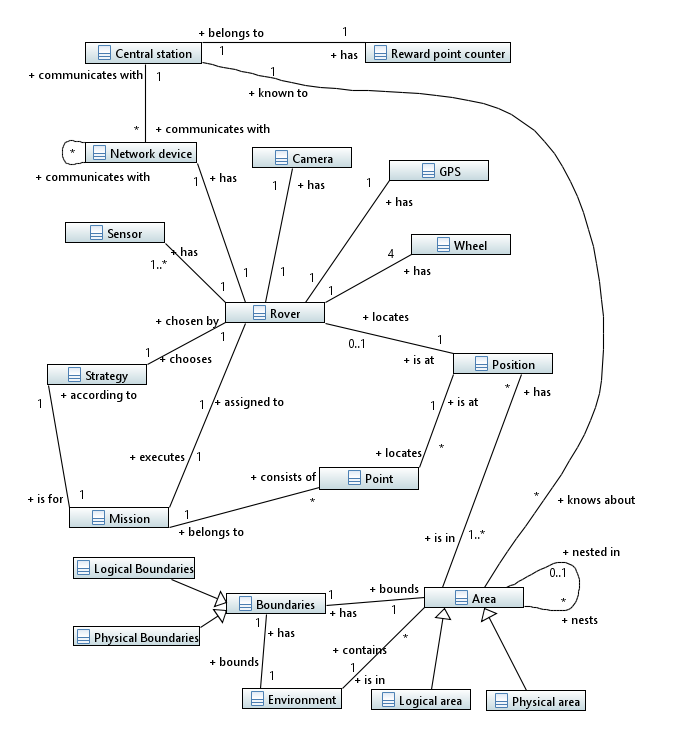 + belongs to 1
Central station 1 + has Reward point counter
+ communicates with 1 1
+ known to
* + communicates with
* Network device Camera
+ communicates with 1 + has 1 + has 1 GPS
+ has
Sensor
+ has 4 Wheel
1..* + has
1 1 1 1 1
Rover
+ chosen by + locates
1 0..1 1
1 + chooses + is at Position
Strategy
+ according to * + has
1 1 + assigned to 1 + is at
+ locates *
+ executes 1
+ consists of Point
+ is for 1 * * + knows about
Mission 1
+ belongs to + is in 1..*
+ nested in
Logical Boundaries 0..1
+ bounds
Boundaries 1 Area *
+ has 1 + nests
Physical Boundaries 1 + has *
+ contains
+ bounds 1 1
+ is in
Environment Logical area Physical area